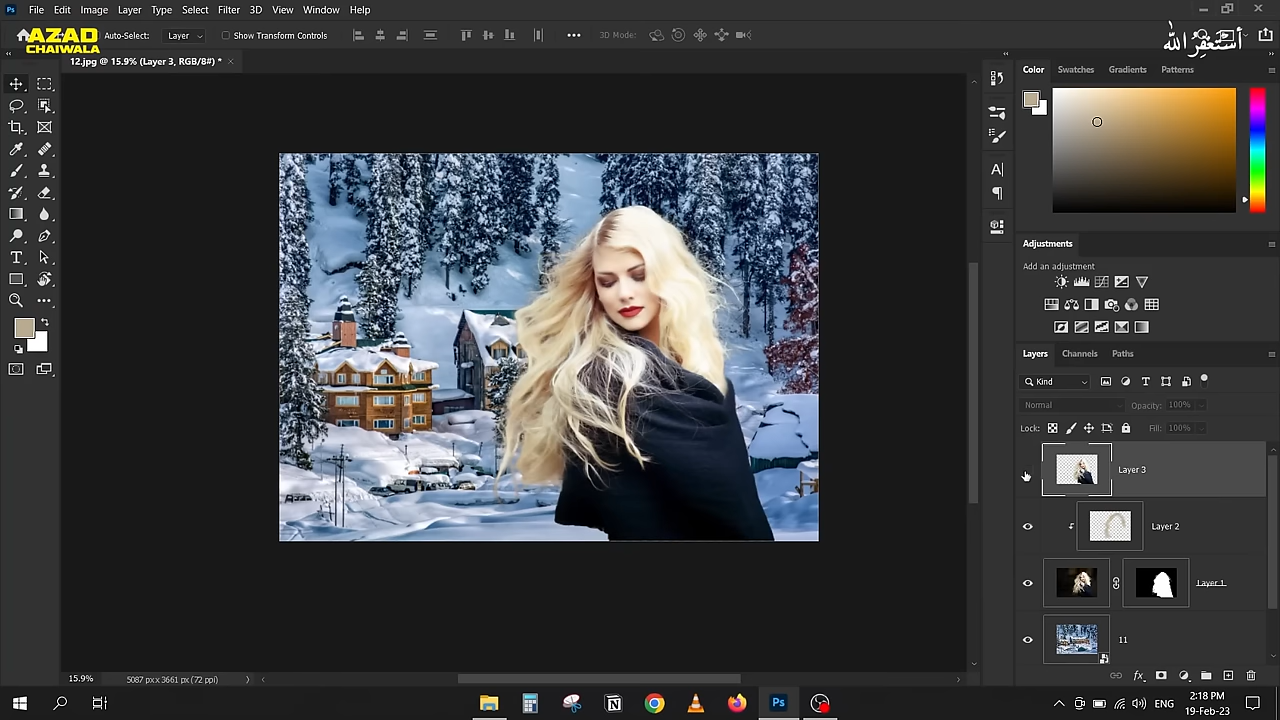 Ps File Edit Image Layer Type Select Filter 3D View Window Help
AZAD
CHAIWALA
Auto-Select: Layer Show Transform Controls 3D Mode:
أستغفر الله
12.jpg @ 15.9% (Layer 3, RGB/8#) *
Color Swatches Gradients Patterns
Adjustments
Add an adjustment
Layers Channels Paths
Kind
Normal Opacity: 100%
Lock: Fill: 100%
Layer 3
Layer 2
Layer 1
11
15.9% 5087 px x 3661 px (72 ppi)
Ps ENG 2:18 PM
19-Feb-23